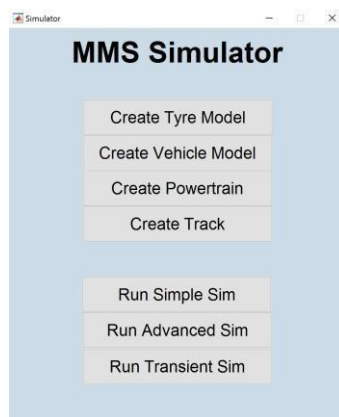 Simulator
MMS Simulator
Create Tyre Model
Create Vehicle Model
Create Powertrain
Create Track
Run Simple Sim
Run Advanced Sim
Run Transient Sim